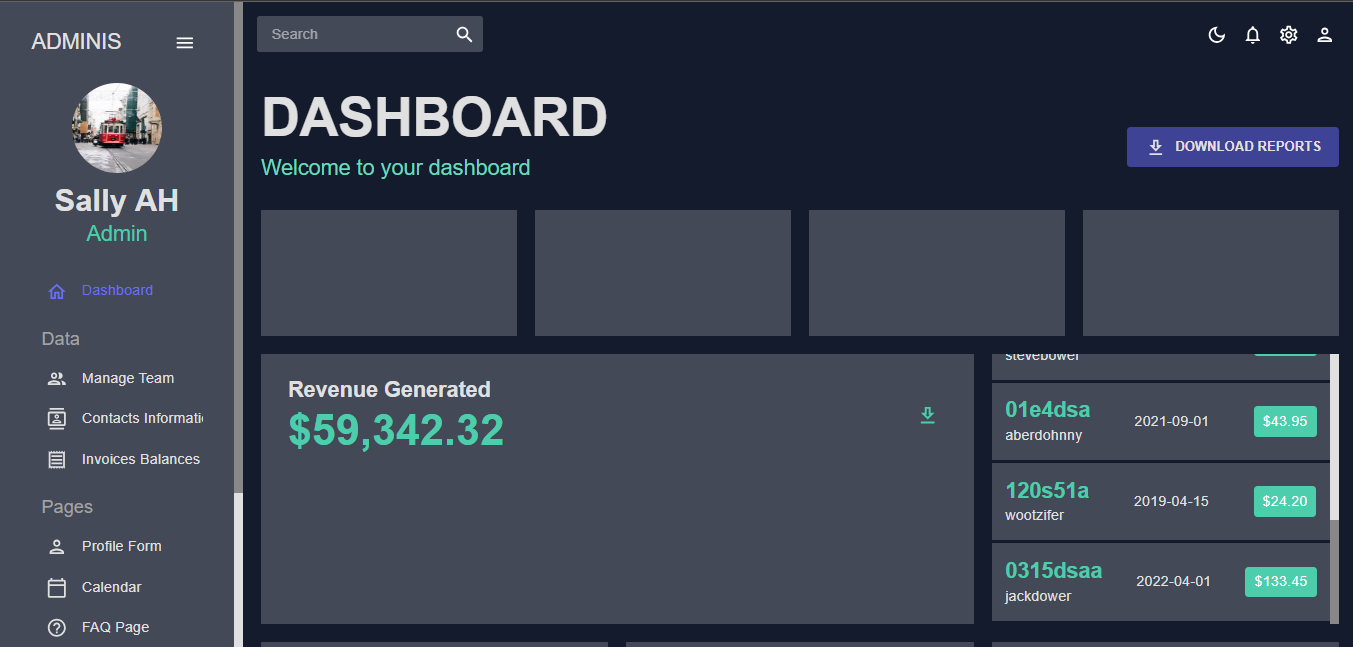 ADMINIS
Sally AH
Admin
Dashboard
Data
Manage Team
Contacts Informati
Invoices Balances
Pages
Profile Form
Calendar
FAQ Page
Search
DASHBOARD
Welcome to your dashboard
DOWNLOAD REPORTS
Revenue Generated
$59,342.32
stevebower
01e4dsa
aberdohnny
2021-09-01
$43.95
120s51a
wootzifer
2019-04-15
$24.20
0315dsaa
jackdower
2022-04-01
$133.45